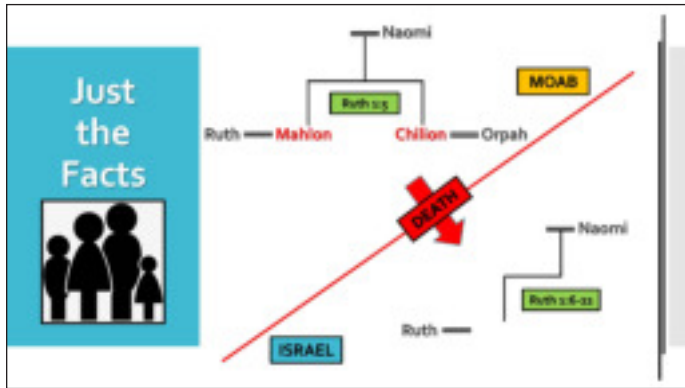 Just
the
Facts
Naomi
MOAB
Ruth 1:5
Ruth Mahlon Chilion Orpah
DEATH
Naomi
Ruth 1:6-22
Ruth
ISRAEL